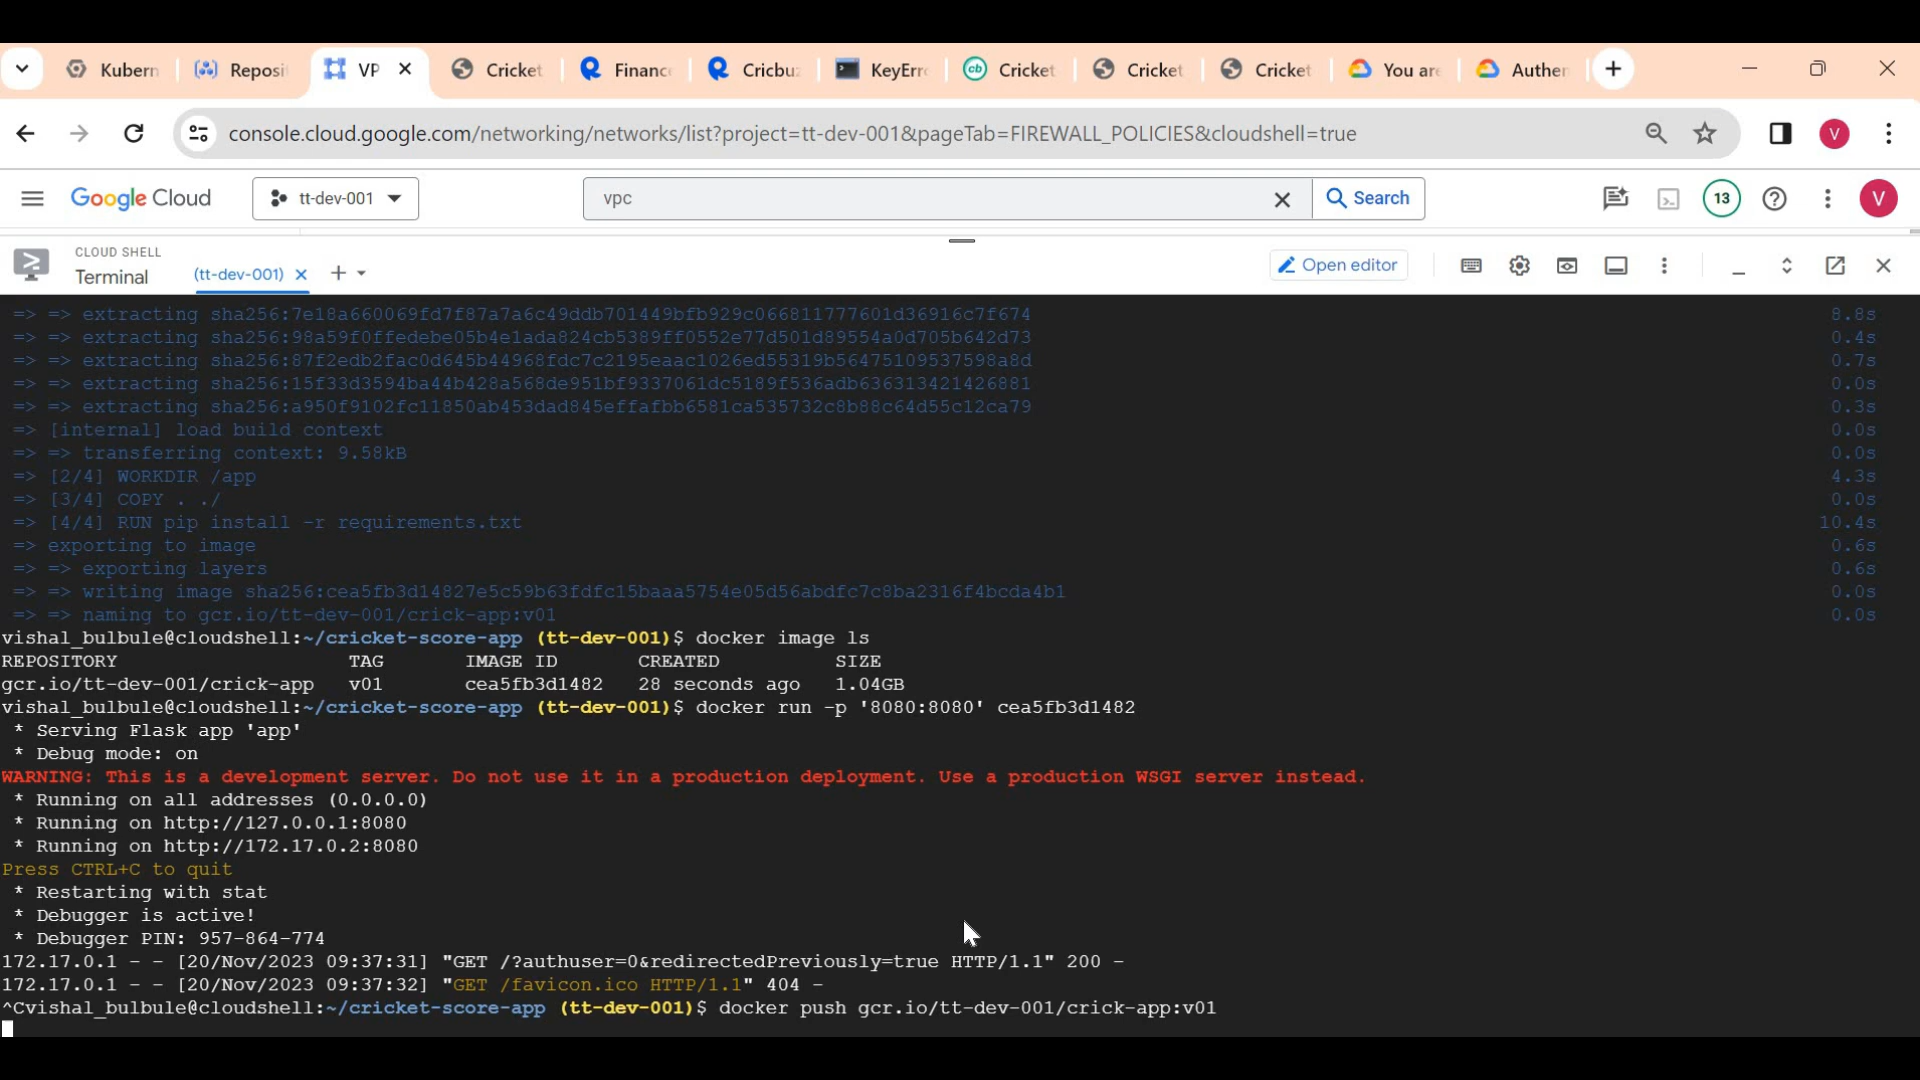 Kubern
Reposi
VP
Cricket
Financ
Cricbuz
KeyErr
Cricket
Cricket
Cricket
You are
Authen
console.cloud.google.com/networking/networks/list?project=tt-dev-001&pageTab=FIREWALL_POLICIES&cloudshell=true
V
Google Cloud
tt-dev-001
vpc
Search
13
V
CLOUD SHELL
Terminal
(tt-dev-001)
Open editor
=> => extracting sha256:7e18a660069fd7f87a7a6c49ddb701449bfb929c066811777601d36916c7f674 8.8s
=> => extracting sha256:98a59f0ffedebe05b4e1ada824cb5389ff0552e77d501d89554a0d705b642d73 0.4s
=> => extracting sha256:87f2edb2fac0d645b44968fdc7c2195eaac1026ed55319b56475109537598a8d 0.7s
=> => extracting sha256:15f33d3594ba44b428a568de951bf9337061dc5189f536adb636313421426881 0.0s
=> => extracting sha256:a950f9102fc11850ab453dad845effafbb6581ca535732c8b88c64d55c12ca79 0.3s
=> [internal] load build context 0.0s
=> => transferring context: 9.58kB 0.0s
=> [2/4] WORKDIR /app 4.3s
=> [3/4] COPY . ./ 0.0s
=> [4/4] RUN pip install -r requirements.txt 10.4s
=> exporting to image 0.6s
=> => exporting layers 0.6s
=> => writing image sha256:cea5fb3d14827e5c59b63fdfc15baaa5754e05d56abdfc7c8ba2316f4bcda4b1 0.0s
=> => naming to gcr.io/tt-dev-001/crick-app:v01 0.0s
vishal_bulbule@cloudshell:~/cricket-score-app (tt-dev-001)$ docker image ls
REPOSITORY TAG IMAGE ID CREATED SIZE
gcr.io/tt-dev-001/crick-app v01 cea5fb3d1482 28 seconds ago 1.04GB
vishal_bulbule@cloudshell:~/cricket-score-app (tt-dev-001)$ docker run -p '8080:8080' cea5fb3d1482
* Serving Flask app 'app'
* Debug mode: on
WARNING: This is a development server. Do not use it in a production deployment. Use a production WSGI server instead.
* Running on all addresses (0.0.0.0)
* Running on http://127.0.0.1:8080
* Running on http://172.17.0.2:8080
Press CTRL+C to quit
* Restarting with stat
* Debugger is active!
* Debugger PIN: 957-864-774
172.17.0.1 - - [20/Nov/2023 09:37:31] "GET /?authuser=0&redirectedPreviously=true HTTP/1.1" 200 -
172.17.0.1 - - [20/Nov/2023 09:37:32] "GET /favicon.ico HTTP/1.1" 404 -
^Cvishal_bulbule@cloudshell:~/cricket-score-app (tt-dev-001)$ docker push gcr.io/tt-dev-001/crick-app:v01